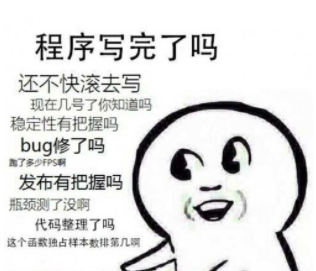 程序写完了吗
还不快滚去写
现在几号了你知道吗
稳定性有把握吗
bug修了吗
跑了多少FPS啊
发布有把握吗
瓶颈测了没啊
代码整理了吗
这个函数独占样本数排第几啊